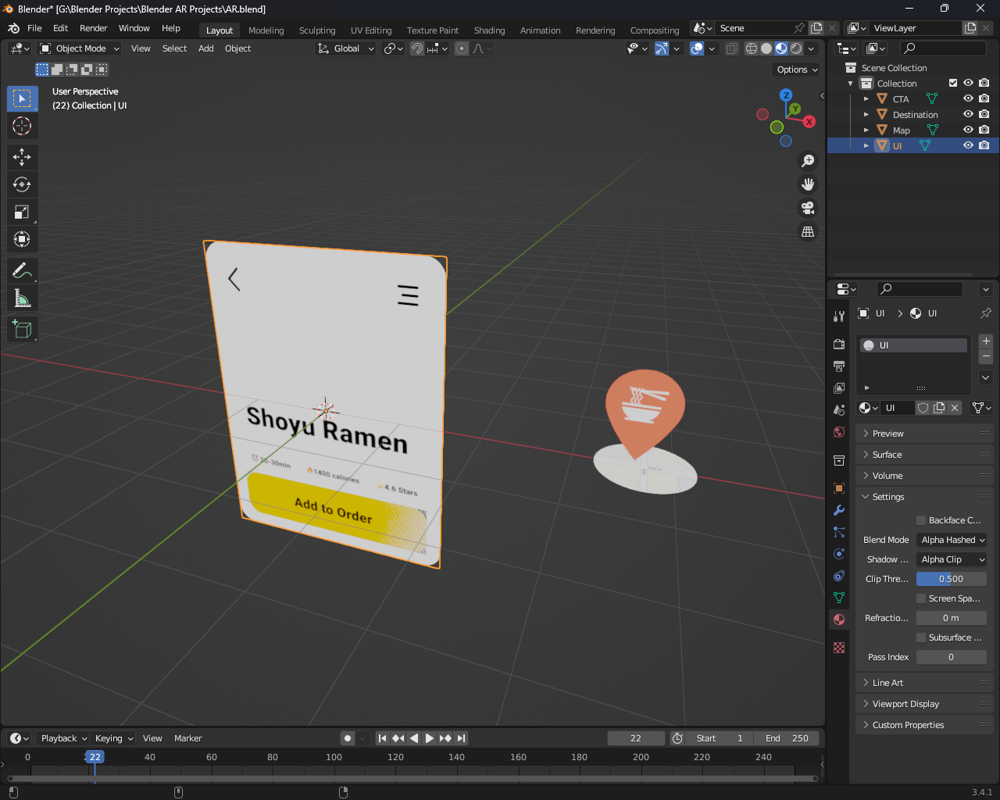 Blender* [G:\Blender Projects\Blender AR Projects\AR.blend]
File Edit Render Window Help
Layout Modeling Sculpting UV Editing Texture Paint Shading Animation Rendering Compositing
Scene
ViewLayer
Object Mode View Select Add Object
Global
Options
User Perspective
(22) Collection | UI
Z
Y
X
Scene Collection
Collection
CTA
Destination
Map
UI
Shoyu Ramen
20-30min
1400 calories
4.6 Stars
Add to Order
UI > UI
UI
UI
Preview
Surface
Volume
Settings
Backface C...
Blend Mode Alpha Hashed
Shadow ... Alpha Clip
Clip Thre... 0.500
Screen Spa...
Refractio... 0 m
Subsurface ...
Pass Index 0
Line Art
Viewport Display
Custom Properties
Playback Keying View Marker
22
Start 1
End 250
0 22 40 60 80 100 120 140 160 180 200 220 240
3.4.1